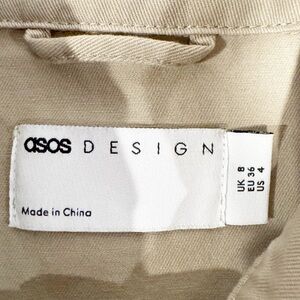 asos DESIGN
Made in China
UK 8
EU 36
US 4